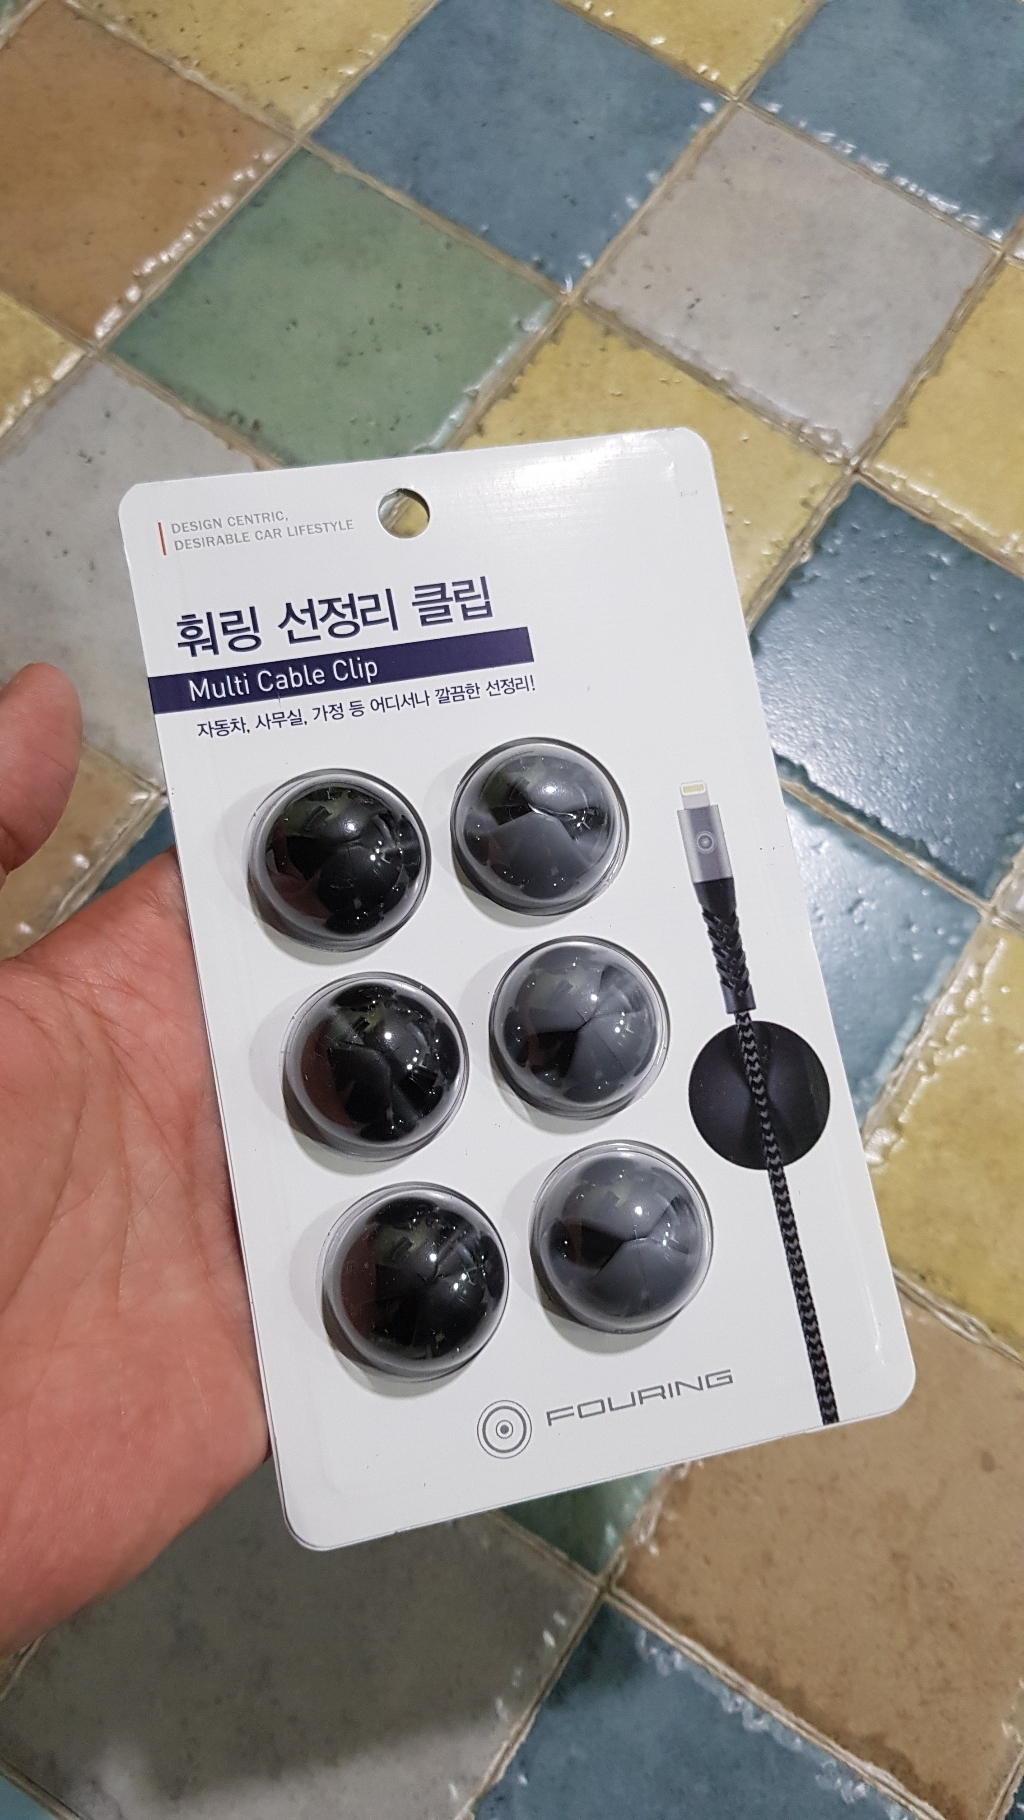 DESIGN CENTRIC,
DESIRABLE CAR LIFESTYLE
훠링 선정리 클립
Multi Cable Clip
자동차, 사무실, 가정 등 어디서나 깔끔한 선정리!
FOURING